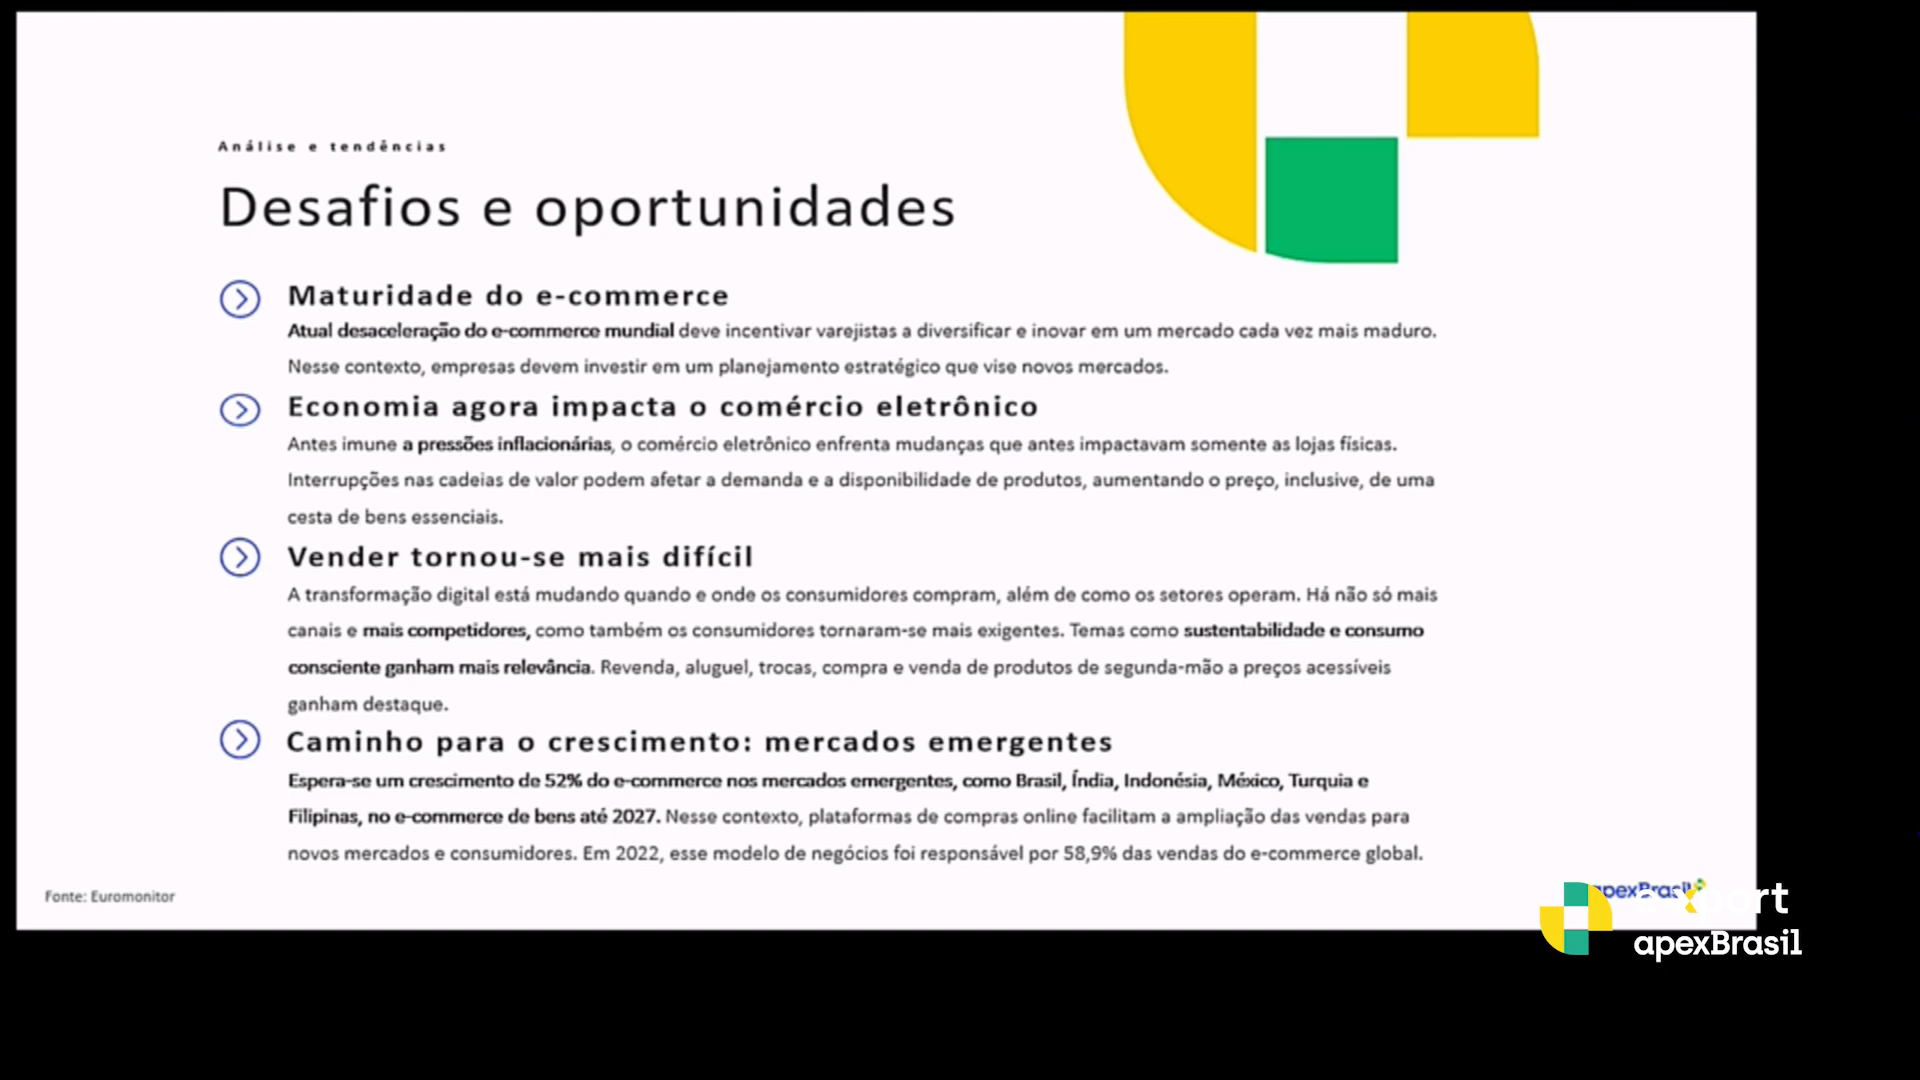 Análise e tendências
Desafios e oportunidades
Maturidade do e-commerce
Atual desaceleração do e-commerce mundial deve incentivar varejistas a diversificar e inovar em um mercado cada vez mais maduro.
Nesse contexto, empresas devem investir em um planejamento estratégico que vise novos mercados.
Economia agora impacta o comércio eletrônico
Antes imune a pressões inflacionárias, o comércio eletrônico enfrenta mudanças que antes impactavam somente as lojas físicas.
Interrupções nas cadeias de valor podem afetar a demanda e a disponibilidade de produtos, aumentando o preço, inclusive, de uma
cesta de bens essenciais.
Vender tornou-se mais difícil
A transformação digital está mudando quando e onde os consumidores compram, além de como os setores operam. Há não só mais
canais e mais competidores, como também os consumidores tornaram-se mais exigentes. Temas como sustentabilidade e consumo
consciente ganham mais relevância. Revenda, aluguel, trocas, compra e venda de produtos de segunda-mão a preços acessíveis
ganham destaque.
Caminho para o crescimento: mercados emergentes
Espera-se um crescimento de 52% do e-commerce nos mercados emergentes, como Brasil, Índia, Indonésia, México, Turquia e
Filipinas, no e-commerce de bens até 2027. Nesse contexto, plataformas de compras online facilitam a ampliação das vendas para
novos mercados e consumidores. Em 2022, esse modelo de negócios foi responsável por 58,9% das vendas do e-commerce global.
Fonte: Euromonitor
apexBrasil
apexBrasil